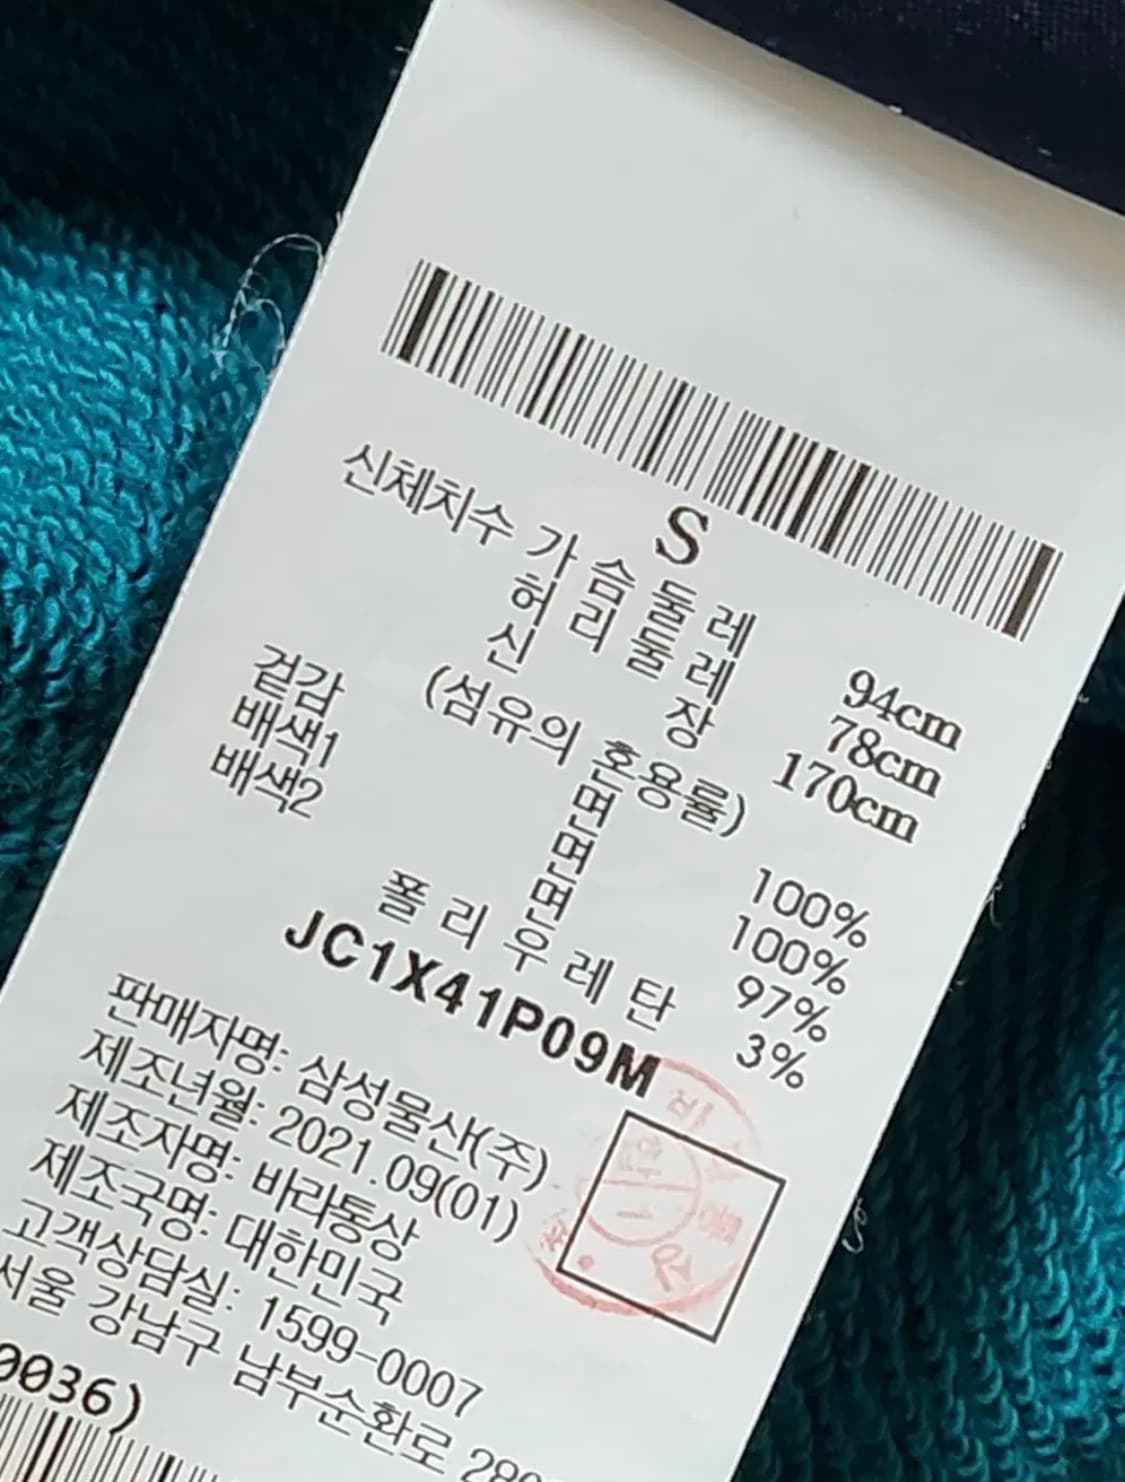 S
신체치수 가 슴 둘 레 94cm
허 리 둘 레 78cm
신 장 170cm
(섬유의 혼용률)
겉감 면 100%
배색1 면 100%
배색2 면 97%
폴 리 우 레 탄 3%
JC1X41P09M
판매자명: 삼성물산(주)
제조년월: 2021.09(01)
제조자명: 바라통상
제조국명: 대한민국
고객상담실: 1599-0007
서울 강남구 남부순환로
0036)